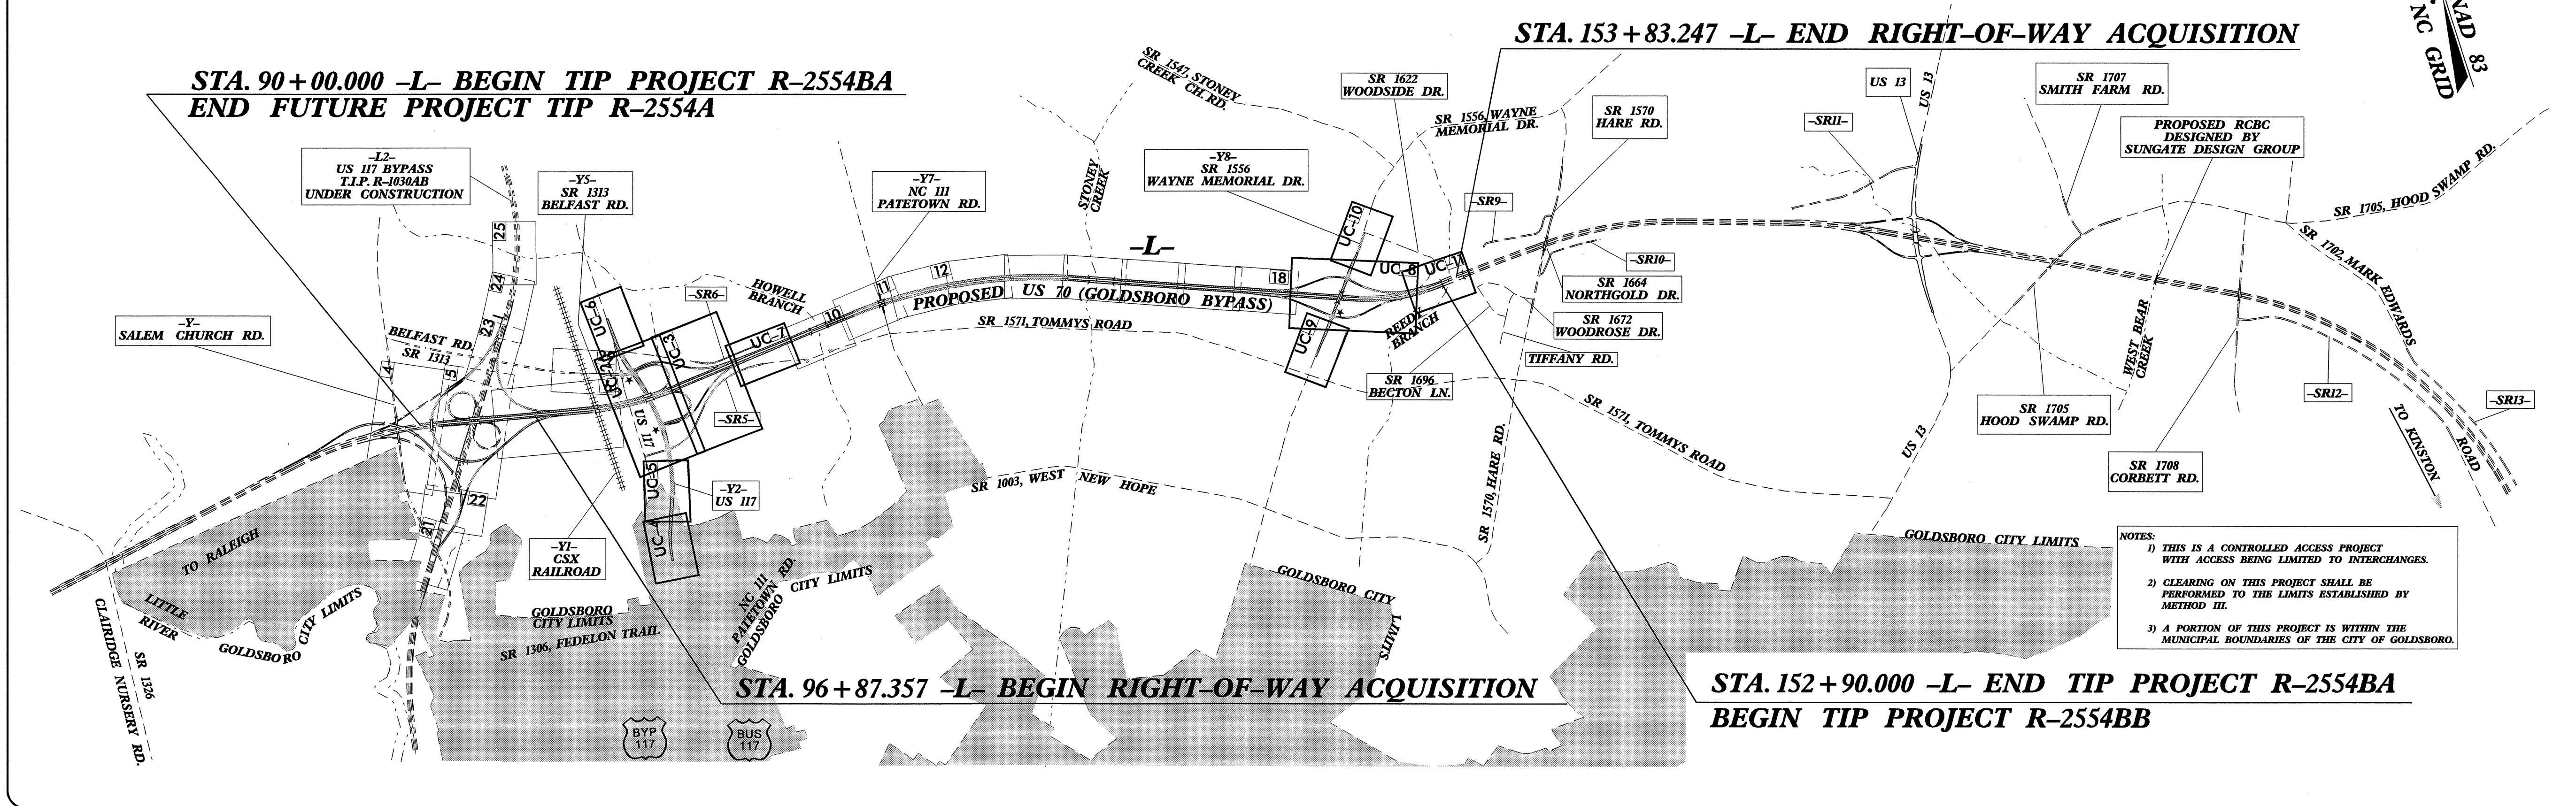 NAD 83
NC GRID
STA. 153+83.247 –L– END RIGHT–OF–WAY ACQUISITION
STA. 90+00.000 –L– BEGIN TIP PROJECT R–2554BA
END FUTURE PROJECT TIP R–2554A
SR 1547, STONEY
CREEK CH. RD.
SR 1622
WOODSIDE DR.
SR 1556, WAYNE
MEMORIAL DR.
SR 1570
HARE RD.
US 13
US 13
SR 1707
SMITH FARM RD.
–SR11–
PROPOSED RCBC
DESIGNED BY
SUNGATE DESIGN GROUP
–L2–
US 117 BYPASS
T.I.P. R–1030AB
UNDER CONSTRUCTION
–Y5–
SR 1313
BELFAST RD.
–Y7–
NC 111
PATETOWN RD.
STONEY
CREEK
–Y8–
SR 1556
WAYNE MEMORIAL DR.
–SR9–
SR 1705, HOOD SWAMP RD.
SR 1702, MARK EDWARDS
ROAD
25
24
23
–L–
UC–10
UC–8
UC–11
–SR10–
SR 1664
NORTHGOLD DR.
SR 1672
WOODROSE DR.
TIFFANY RD.
12
11
10
18
PROPOSED US 70 (GOLDSBORO BYPASS)
HOWELL
BRANCH
–SR6–
UC–6
UC–3
UC–7
SR 1571, TOMMYS ROAD
UC–9
REEDY
BRANCH
SR 1696
BECTON LN.
–Y–
SALEM CHURCH RD.
BELFAST RD.
SR 1313
4
5
–SR5–
US 117
SR 1571, TOMMYS ROAD
US 13
SR 1705
HOOD SWAMP RD.
WEST BEAR
CREEK
SR 1708
CORBETT RD.
–SR12–
–SR13–
TO KINSTON
UC–5
UC–4
–Y2–
US 117
SR 1003, WEST NEW HOPE
SR 1570, HARE RD.
22
21
TO RALEIGH
–Y1–
CSX
RAILROAD
GOLDSBORO CITY LIMITS
NOTES:
1) THIS IS A CONTROLLED ACCESS PROJECT
WITH ACCESS BEING LIMITED TO INTERCHANGES.
2) CLEARING ON THIS PROJECT SHALL BE
PERFORMED TO THE LIMITS ESTABLISHED BY
METHOD III.
3) A PORTION OF THIS PROJECT IS WITHIN THE
MUNICIPAL BOUNDARIES OF THE CITY OF GOLDSBORO.
LITTLE
RIVER
GOLDSBORO
CITY LIMITS
GOLDSBORO
CITY LIMITS
SR 1306, FEDELON TRAIL
NC 111
PATETOWN RD.
GOLDSBORO
CITY LIMITS
GOLDSBORO CITY
LIMITS
CLAIRIDGE NURSERY RD.
SR 1326
STA. 96+87.357 –L– BEGIN RIGHT–OF–WAY ACQUISITION
STA. 152+90.000 –L– END TIP PROJECT R–2554BA
BEGIN TIP PROJECT R–2554BB
BYP
117
BUS
117